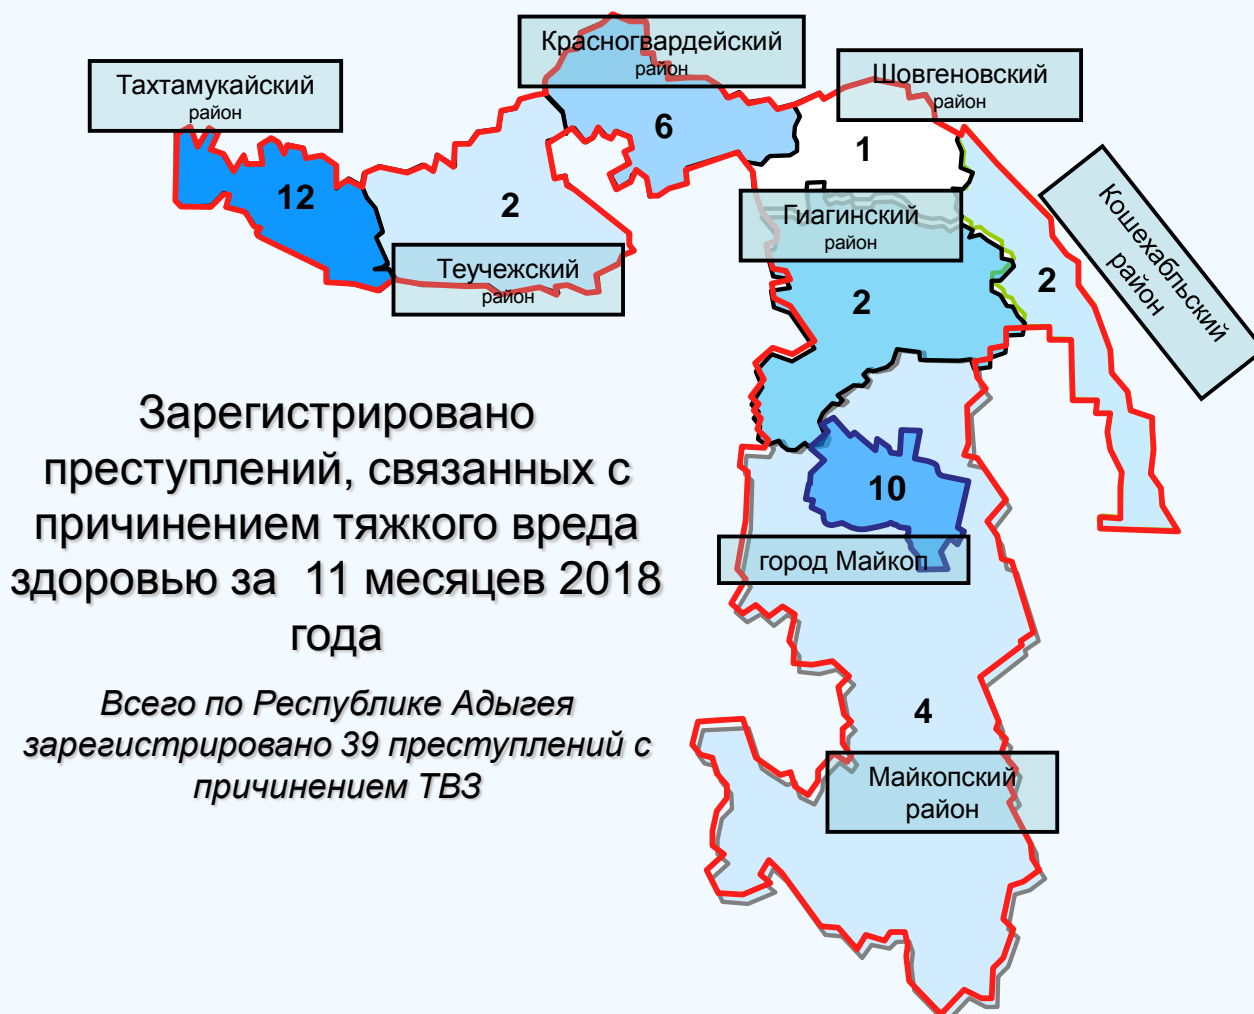 Красногвардейский
район
Шовгеновский
район
Тахтамукайский
район
6
1
12
2
Гиагинский
район
Кошехабльский
район
Теучежский
район
2
2
Зарегистрировано
преступлений, связанных с
причинением тяжкого вреда
здоровью за 11 месяцев 2018
года
10
город Майкоп
Всего по Республике Адыгея
зарегистрировано 39 преступлений с
причинением ТВЗ
4
Майкопский
район